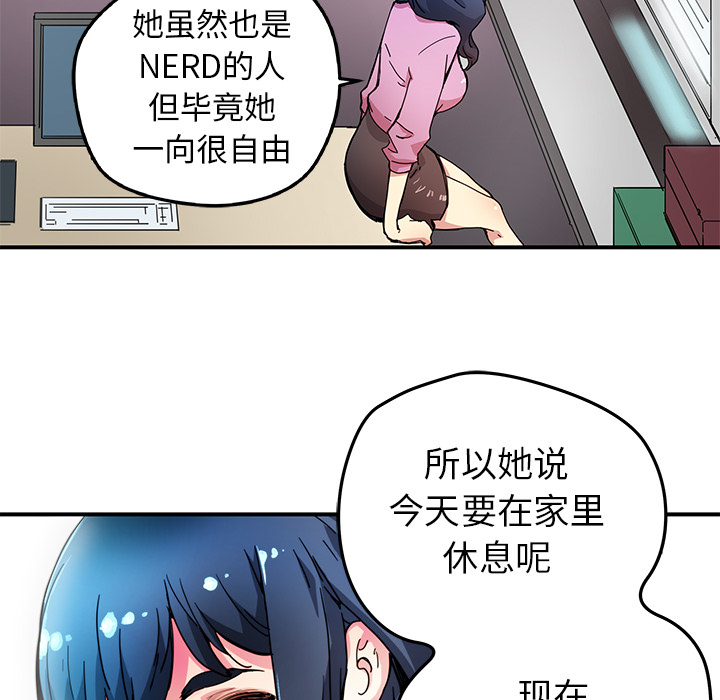 她虽然也是
NERD的人
但毕竟她
一向很自由
所以她说
今天要在家里
休息呢
现在